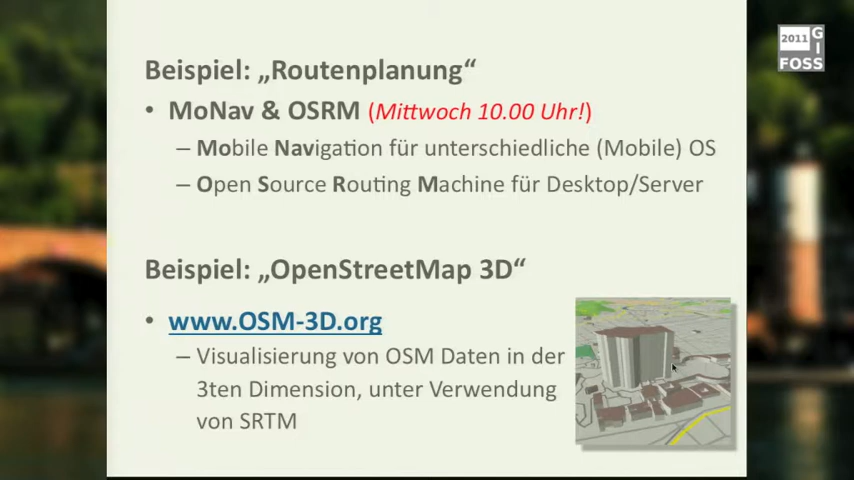 Beispiel: „Routenplanung“
• MoNav & OSRM (Mittwoch 10.00 Uhr!)
– Mobile Navigation für unterschiedliche (Mobile) OS
– Open Source Routing Machine für Desktop/Server
Beispiel: „OpenStreetMap 3D“
• www.OSM-3D.org
– Visualisierung von OSM Daten in der
3ten Dimension, unter Verwendung
von SRTM
2011 G
I
FOSS